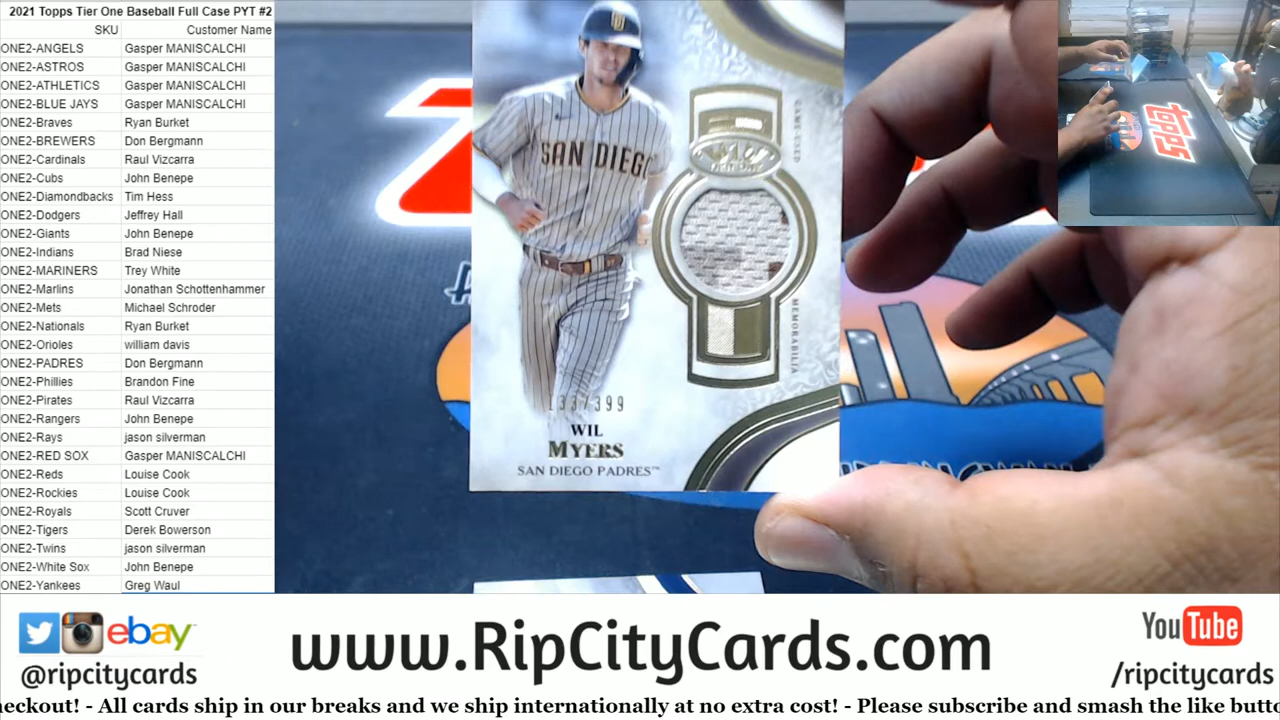 2021 Topps Tier One Baseball Full Case PYT #2
SKU Customer Name
ONE2-ANGELS Gasper MANISCALCHI
ONE2-ASTROS Gasper MANISCALCHI
ONE2-ATHLETICS Gasper MANISCALCHI
ONE2-BLUE JAYS Gasper MANISCALCHI
ONE2-Braves Ryan Burket
ONE2-BREWERS Don Bergmann
ONE2-Cardinals Raul Vizcarra
ONE2-Cubs John Benepe
ONE2-Diamondbacks Tim Hess
ONE2-Dodgers Jeffrey Hall
ONE2-Giants John Benepe
ONE2-Indians Brad Niese
ONE2-MARINERS Trey White
ONE2-Marlins Jonathan Schottenhammer
ONE2-Mets Michael Schroder
ONE2-Nationals Ryan Burket
ONE2-Orioles william davis
ONE2-PADRES Don Bergmann
ONE2-Phillies Brandon Fine
ONE2-Pirates Raul Vizcarra
ONE2-Rangers John Benepe
ONE2-Rays jason silverman
ONE2-RED SOX Gasper MANISCALCHI
ONE2-Reds Louise Cook
ONE2-Rockies Louise Cook
ONE2-Royals Scott Cruver
ONE2-Tigers Derek Bowerson
ONE2-Twins jason silverman
ONE2-White Sox John Benepe
ONE2-Yankees Greg Waul
SAN DIEGO
GAME-USED
MEMORABILIA
133/399
WIL
MYERS
SAN DIEGO PADRES™
topps
ebay
@ripcitycards
www.RipCityCards.com
YouTube
/ripcitycards
heckout! - All cards ship in our breaks and we ship internationally at no extra cost! - Please subscribe and smash the like butto